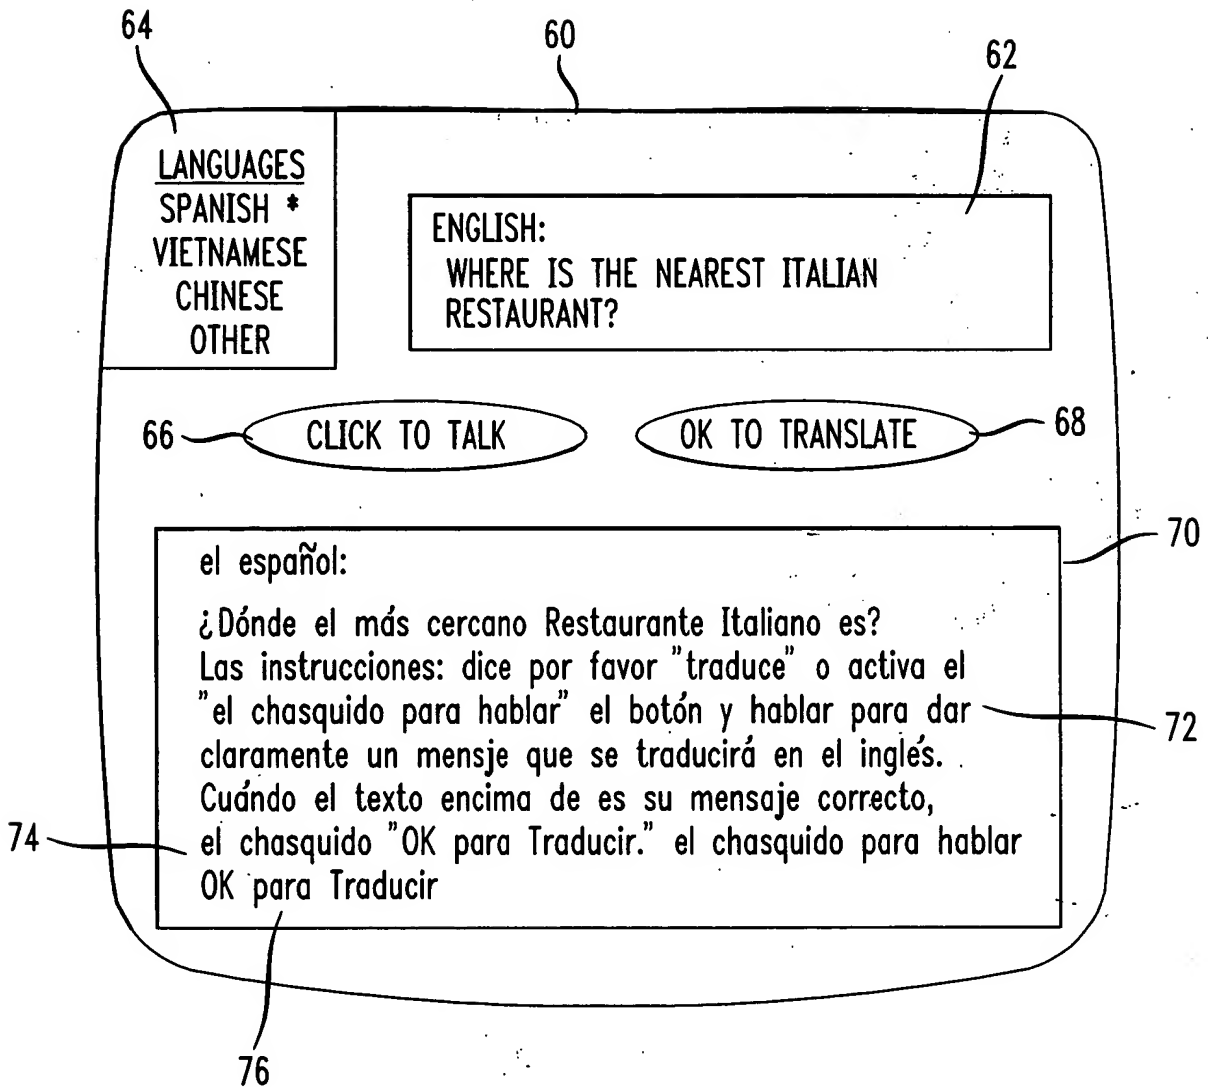 64
60
62
LANGUAGES
SPANISH *
VIETNAMESE
CHINESE
OTHER
ENGLISH:
WHERE IS THE NEAREST ITALIAN
RESTAURANT?
66
CLICK TO TALK
OK TO TRANSLATE
68
70
el español:
¿Dónde el más cercano Restaurante Italiano es?
Las instrucciones: dice por favor "traduce" o activa el
"el chasquido para hablar" el botón y hablar para dar
72
claramente un mensje que se traducirá en el inglés.
Cuándo el texto encima de es su mensaje correcto,
74
el chasquido "OK para Traducir." el chasquido para hablar
OK para Traducir
76